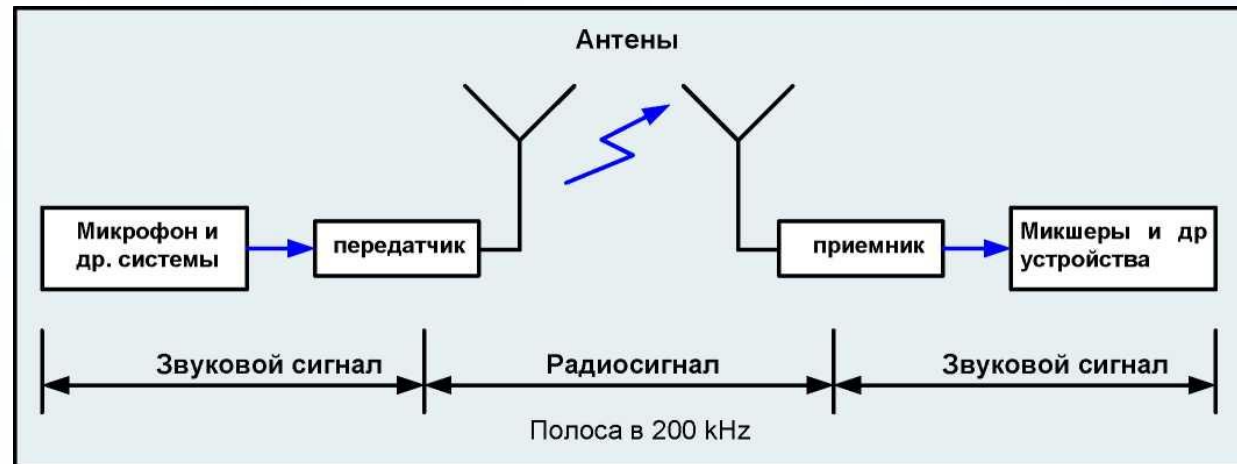 Антены
Микрофон и
др. системы
передатчик
приемник
Микшеры и др
устройства
Звуковой сигнал
Радиосигнал
Звуковой сигнал
Полоса в 200 kHz